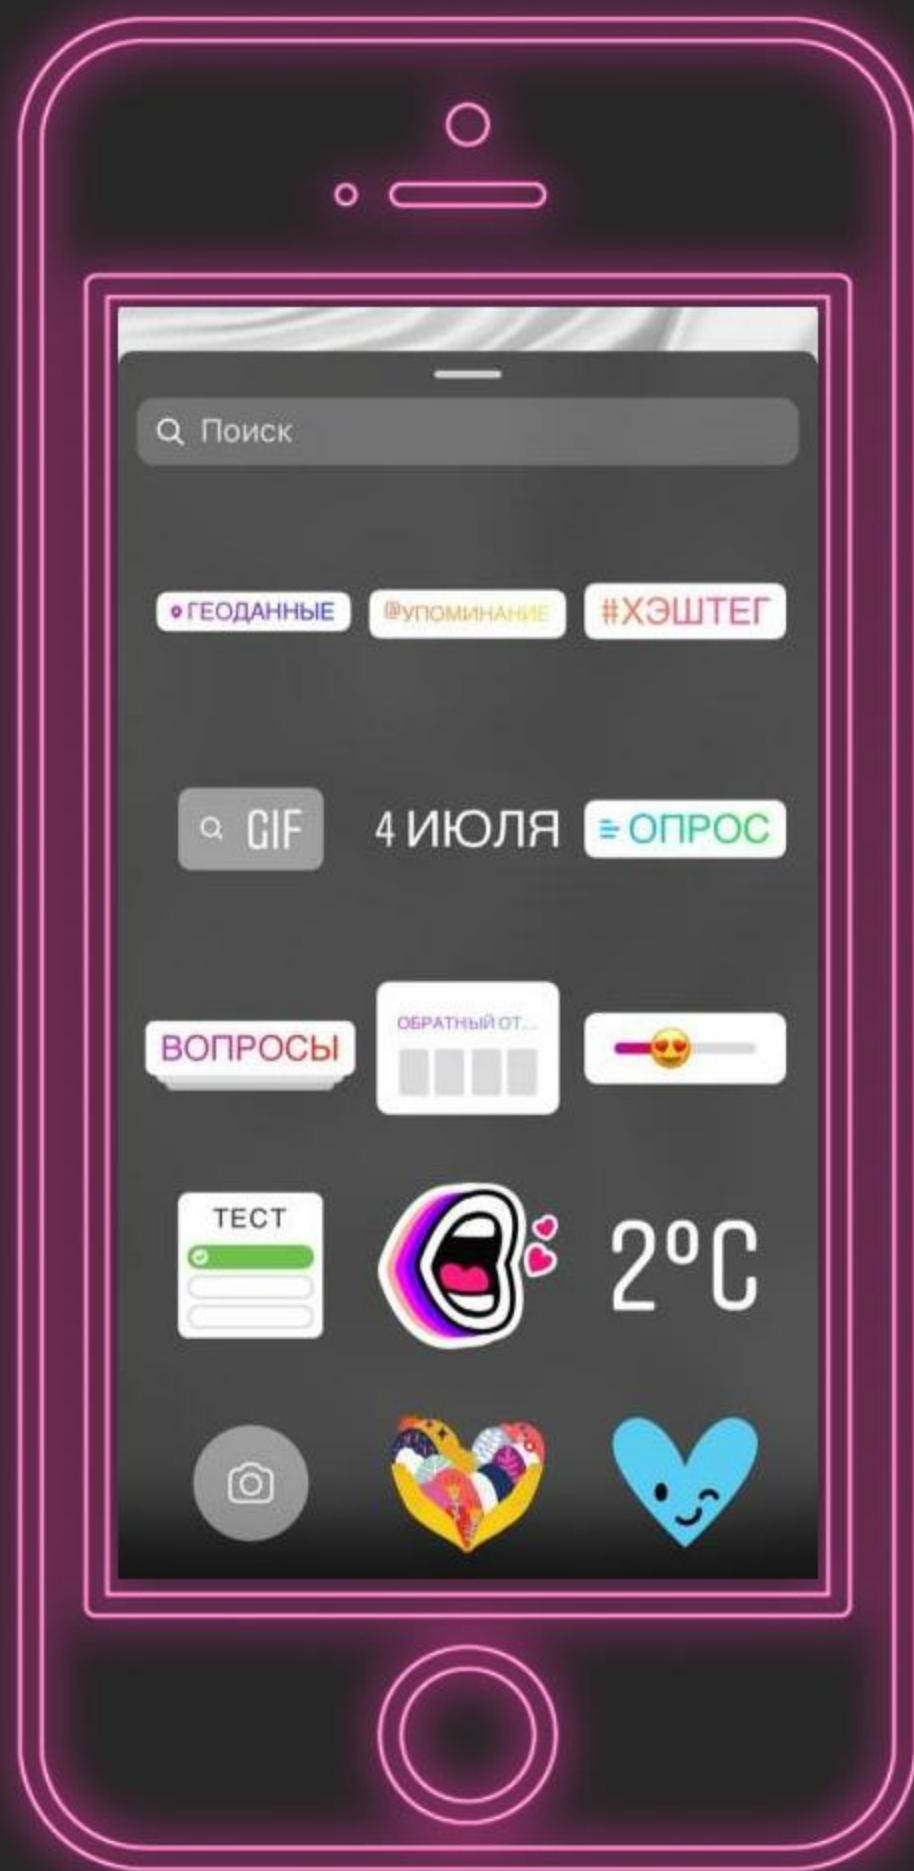 Поиск
ГЕОДАННЫЕ
@УПОМИНАНИЕ
#ХЭШТЕГ
GIF
4 ИЮЛЯ
ОПРОС
ВОПРОСЫ
ОБРАТНЫЙ ОТ...
ТЕСТ
2°C